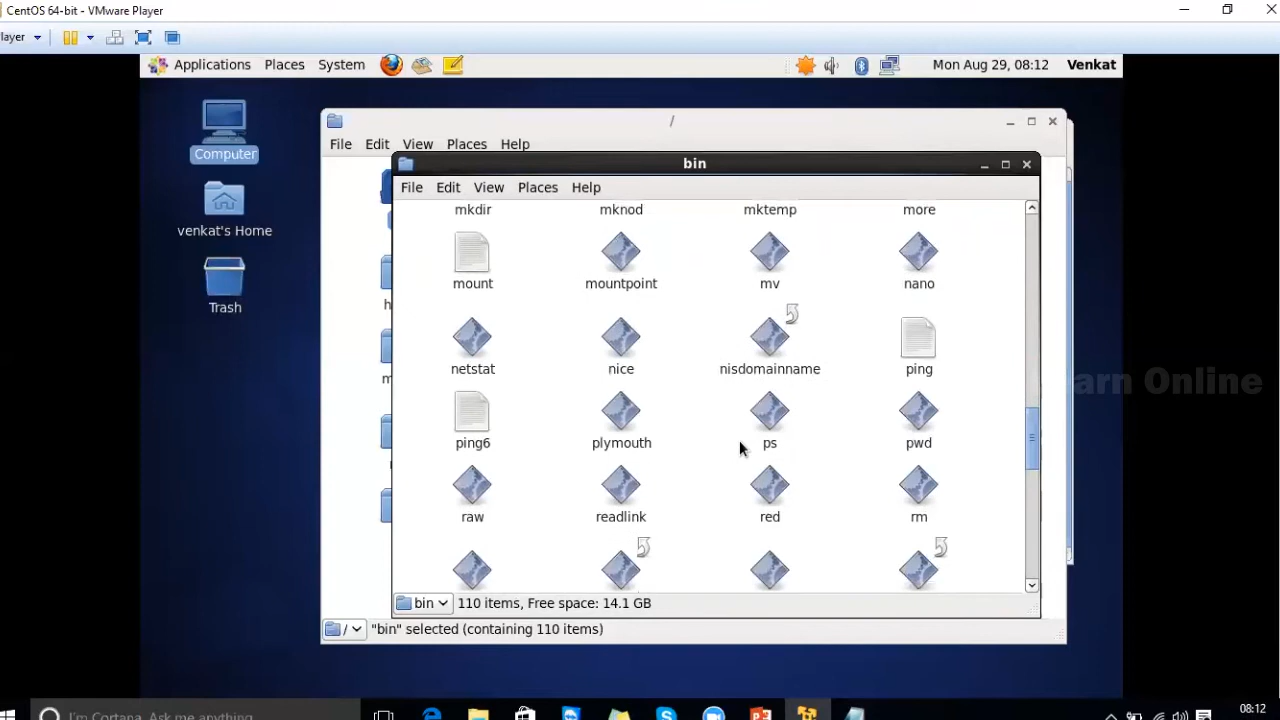 CentOS 64-bit - VMware Player
layer
Applications Places System Mon Aug 29, 08:12 Venkat
/
Computer
File Edit View Places Help
bin
File Edit View Places Help
mkdir mknod mktemp more
venkat's Home
mount mountpoint mv nano
Trash
netstat nice nisdomainname ping
arn Online
ping6 plymouth ps pwd
raw readlink red rm
bin 110 items, Free space: 14.1 GB
/ "bin" selected (containing 110 items)
I'm Cortana. Ask me anything.
08:12